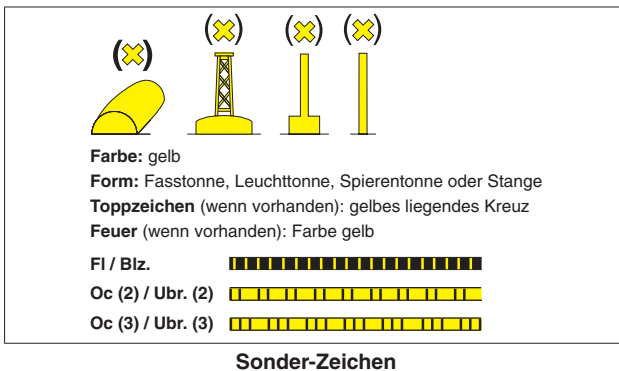 Farbe: gelb
Form: Fasstonne, Leuchttonne, Spierentonne oder Stange
Toppzeichen (wenn vorhanden): gelbes liegendes Kreuz
Feuer (wenn vorhanden): Farbe gelb
Fl / Blz.
Oc (2) / Ubr. (2)
Oc (3) / Ubr. (3)
Sonder-Zeichen